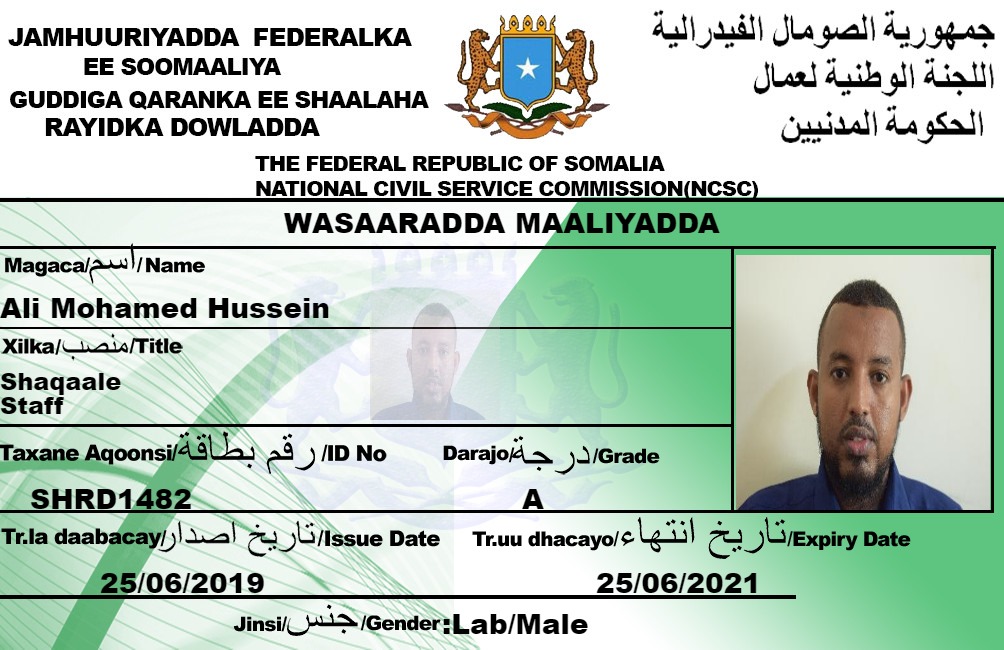 JAMHUURIYADDA FEDERALKA
EE SOOMAALIYA
GUDDIGA QARANKA EE SHAALAHA
RAYIDKA DOWLADDA
جمهورية الصومال الفيدرالية
اللجنة الوطنية لعمال
الحكومة المدنيين
THE FEDERAL REPUBLIC OF SOMALIA
NATIONAL CIVIL SERVICE COMMISSION(NCSC)
WASAARADDA MAALIYADDA
Magaca/اسم/Name
Ali Mohamed Hussein
Xilka/منصب/Title
Shaqaale
Staff
Taxane Aqoonsi/رقم بطاقة/ID No
SHRD1482
Darajo/درجة/Grade
A
Tr.la daabacay/تاريخ اصدار/Issue Date
25/06/2019
Tr.uu dhacayo/تاريخ انتهاء/Expiry Date
25/06/2021
Jinsi/جنس/Gender:Lab/Male